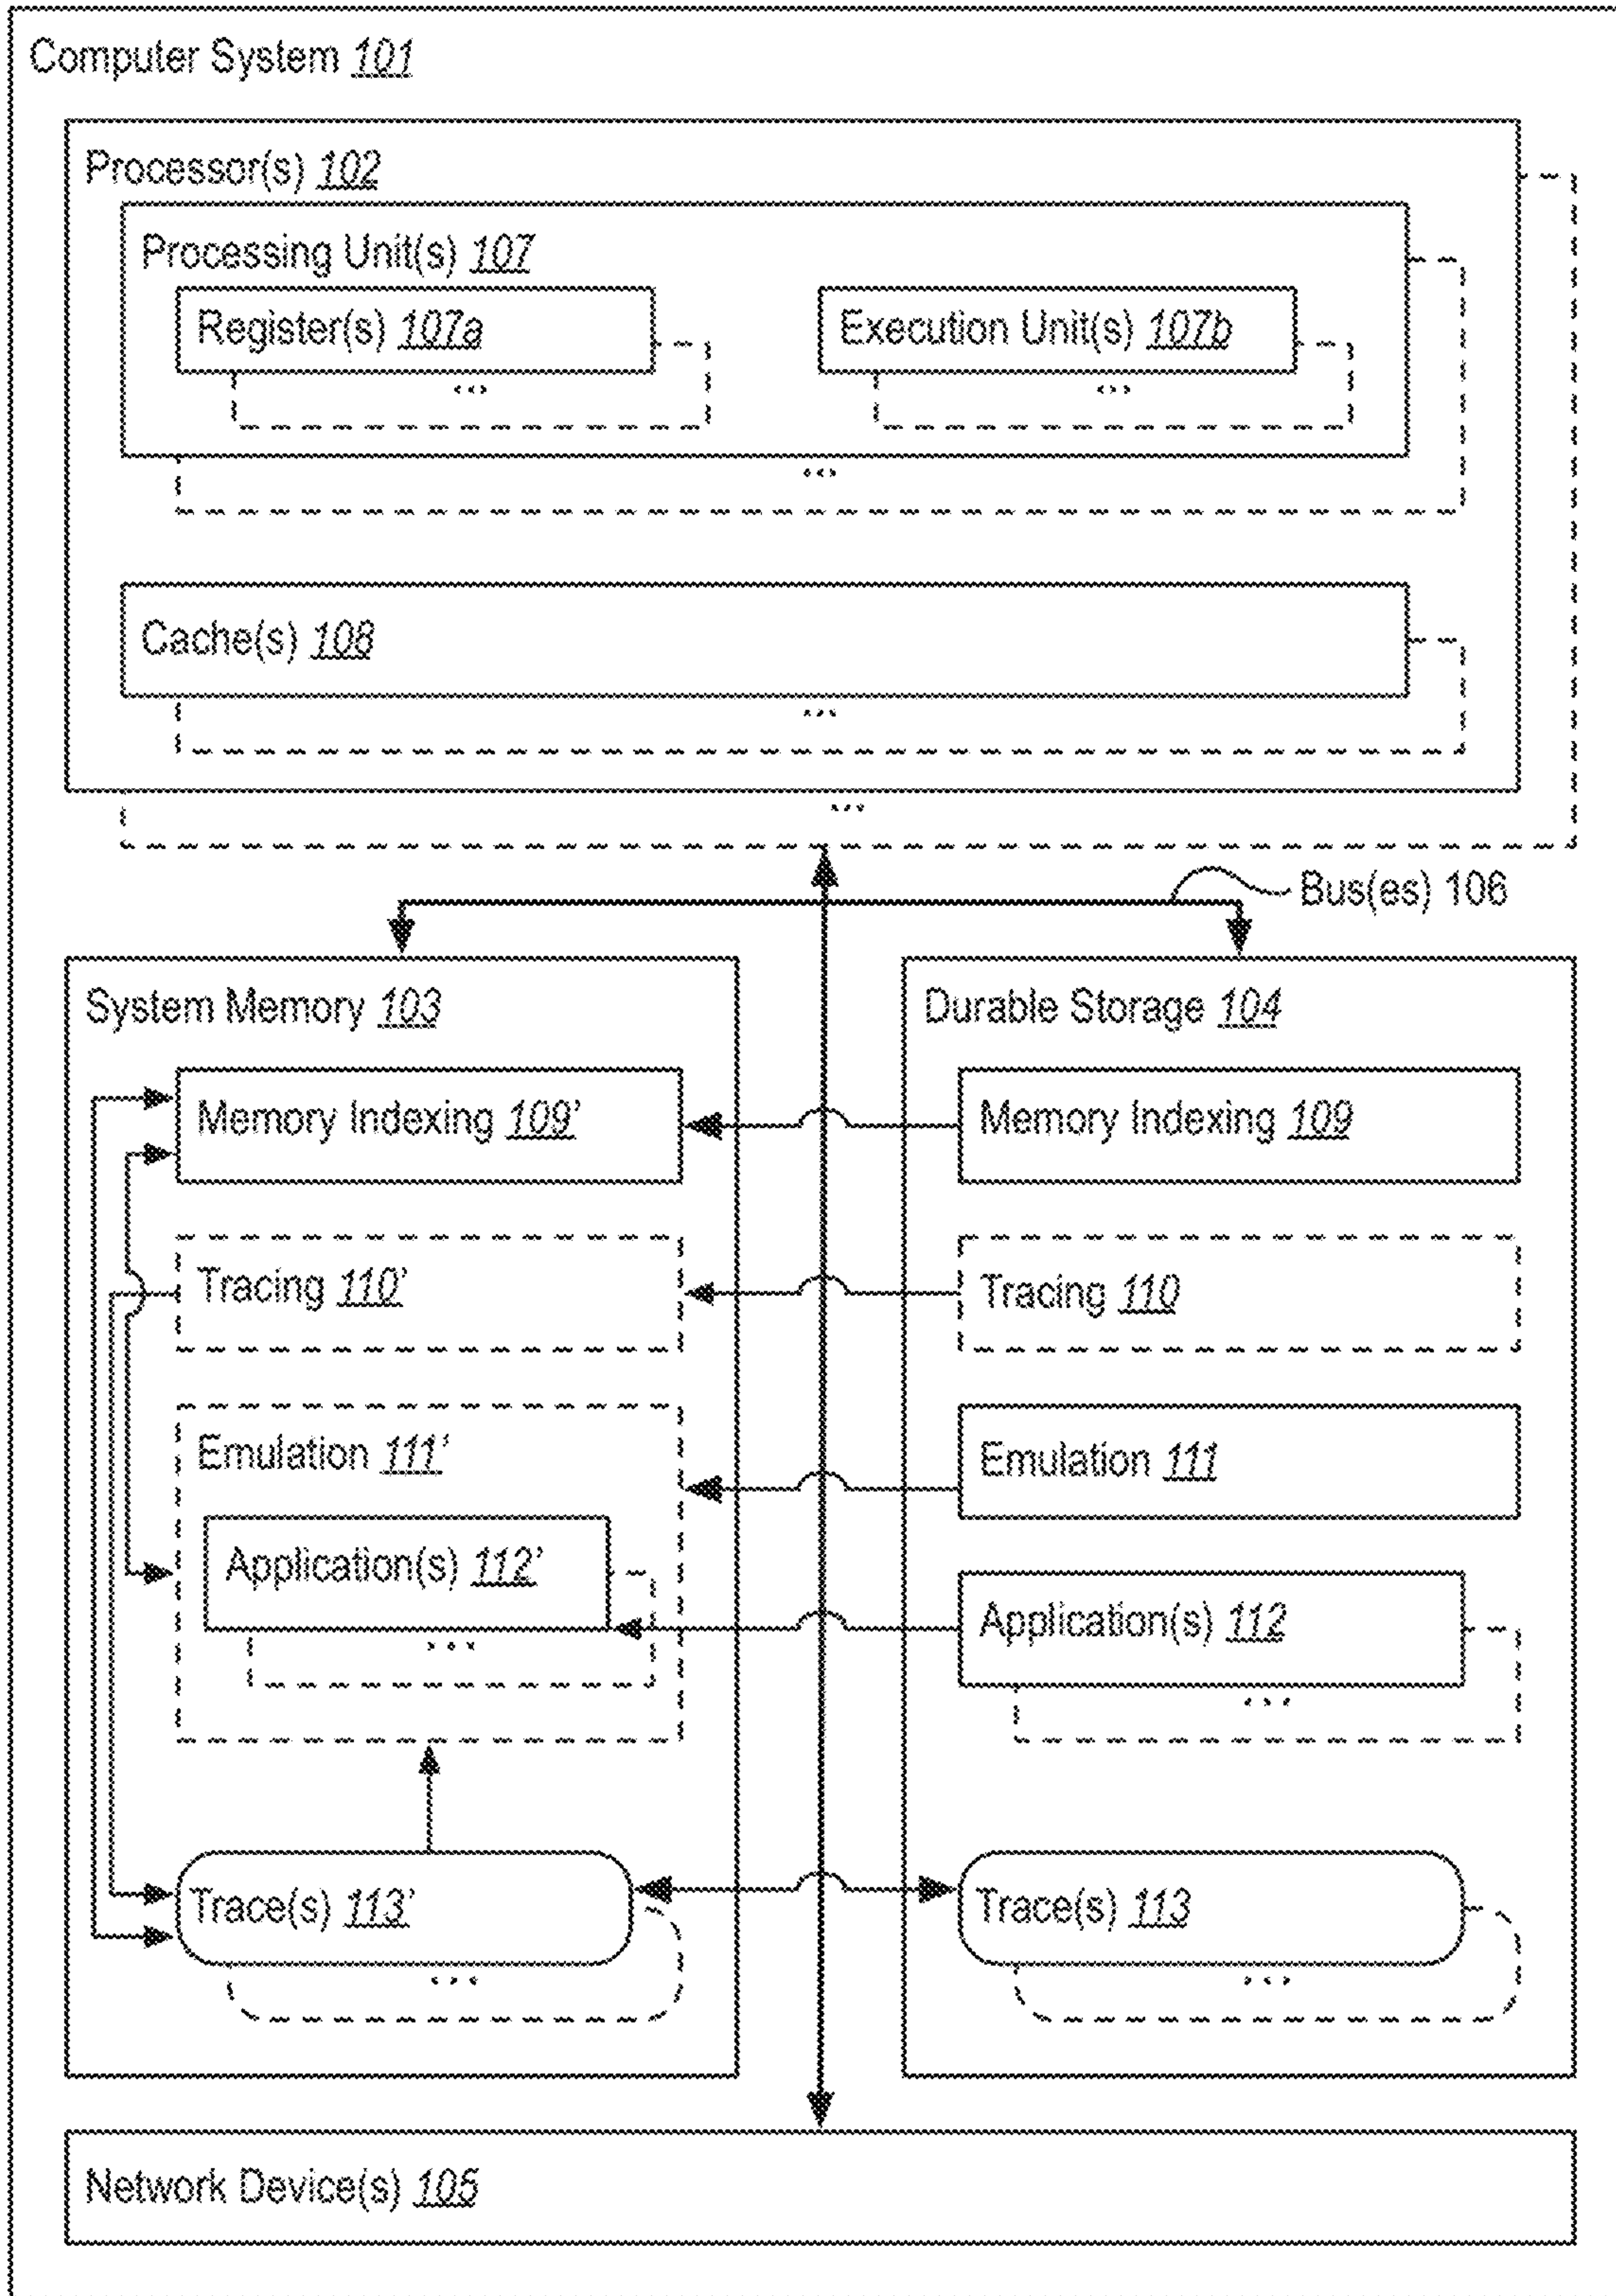 Computer System 101
Processor(s) 102
Processing Unit(s) 107
Register(s) 107a
Execution Unit(s) 107b
...
...
...
Cache(s) 108
...
...
Bus(es) 106
System Memory 103
Durable Storage 104
Memory Indexing 109'
Memory Indexing 109
Tracing 110'
Tracing 110
Emulation 111'
Emulation 111
Application(s) 112'
Application(s) 112
...
...
Trace(s) 113'
Trace(s) 113
...
...
Network Device(s) 105